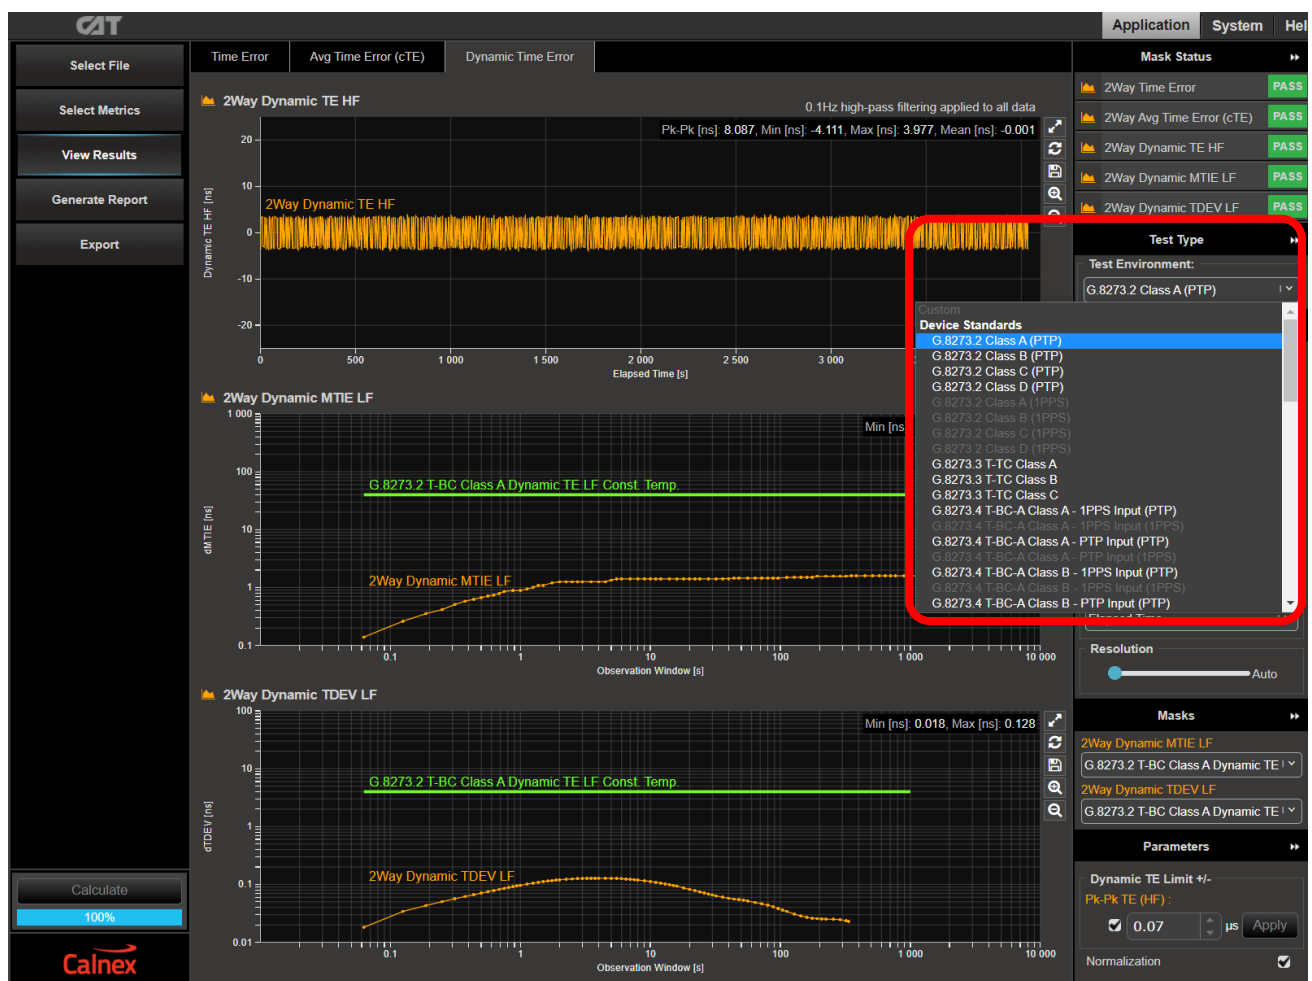 CAT
Application
System
Hel
Select File
Select Metrics
View Results
Generate Report
Export
Calculate
100%
Calnex
Time Error
Avg Time Error (cTE)
Dynamic Time Error
2Way Dynamic TE HF
0.1Hz high-pass filtering applied to all data
Pk-Pk [ns]: 8.087, Min [ns]: -4.111, Max [ns]: 3.977, Mean [ns]: -0.001
20
10
0
-10
-20
Dynamic TE HF [ns]
2Way Dynamic TE HF
0 500 1 000 1 500 2 000 2 500 3 000
Elapsed Time [s]
2Way Dynamic MTIE LF
Min [ns
1 000
100
10
1
0.1
dMTIE [ns]
G.8273.2 T-BC Class A Dynamic TE LF Const. Temp.
2Way Dynamic MTIE LF
0.1 1 10 100 1 000 10 000
Observation Window [s]
2Way Dynamic TDEV LF
Min [ns]: 0.018, Max [ns]: 0.128
100
10
1
0.1
0.01
dTDEV [ns]
G.8273.2 T-BC Class A Dynamic TE LF Const. Temp.
2Way Dynamic TDEV LF
0.1 1 10 100 1 000 10 000
Observation Window [s]
Mask Status
2Way Time Error PASS
2Way Avg Time Error (cTE) PASS
2Way Dynamic TE HF PASS
2Way Dynamic MTIE LF PASS
2Way Dynamic TDEV LF PASS
Test Type
Test Environment:
G.8273.2 Class A (PTP)
Custom
Device Standards
G.8273.2 Class A (PTP)
G.8273.2 Class B (PTP)
G.8273.2 Class C (PTP)
G.8273.2 Class D (PTP)
G.8273.2 Class A (1PPS)
G.8273.2 Class B (1PPS)
G.8273.2 Class C (1PPS)
G.8273.2 Class D (1PPS)
G.8273.3 T-TC Class A
G.8273.3 T-TC Class B
G.8273.3 T-TC Class C
G.8273.4 T-BC-A Class A - 1PPS Input (PTP)
G.8273.4 T-BC-A Class A - 1PPS Input (1PPS)
G.8273.4 T-BC-A Class A - PTP Input (PTP)
G.8273.4 T-BC-A Class A - PTP Input (1PPS)
G.8273.4 T-BC-A Class B - 1PPS Input (PTP)
G.8273.4 T-BC-A Class B - 1PPS Input (1PPS)
G.8273.4 T-BC-A Class B - PTP Input (PTP)
Elapsed Time
Resolution
Auto
Masks
2Way Dynamic MTIE LF
G.8273.2 T-BC Class A Dynamic TE
2Way Dynamic TDEV LF
G.8273.2 T-BC Class A Dynamic TE
Parameters
Dynamic TE Limit +/-
Pk-Pk TE (HF) :
0.07 µs Apply
Normalization